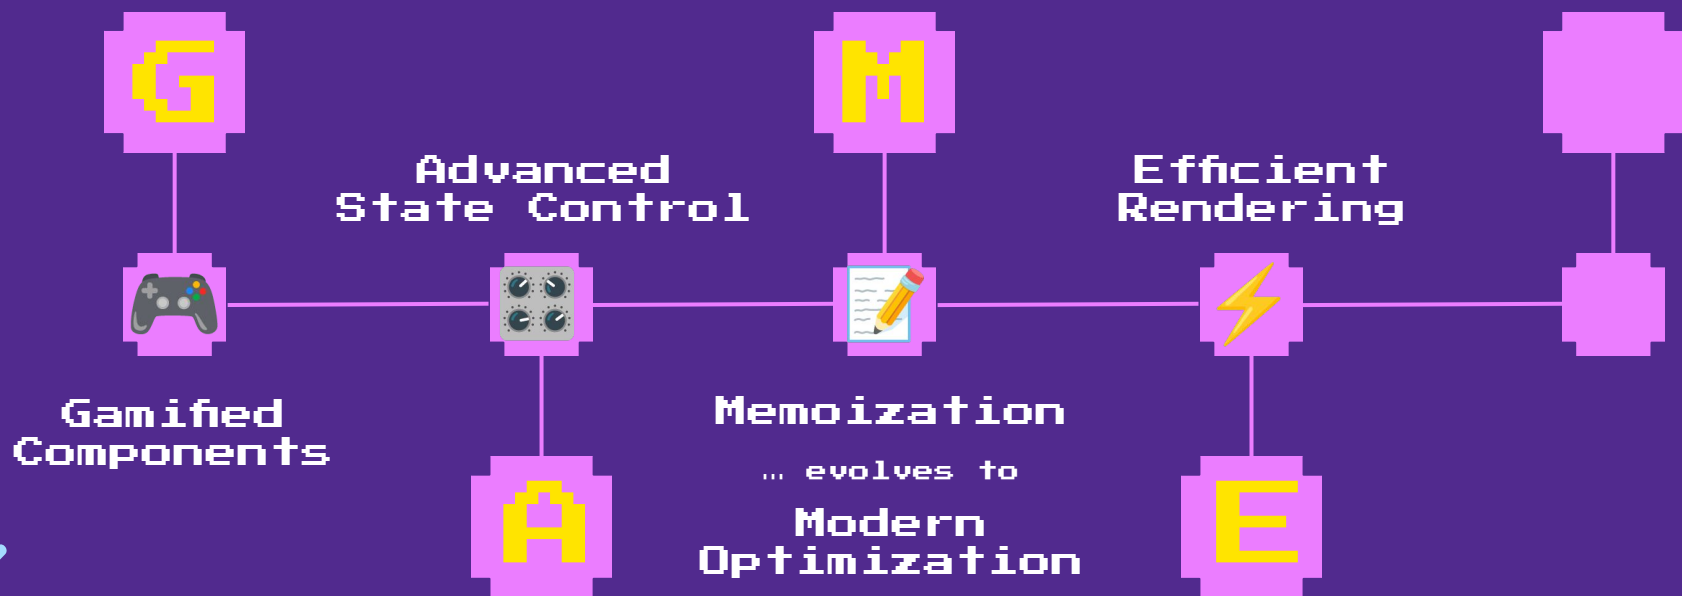 G
M
Advanced
State Control
Efficient
Rendering
Gamified
Components
Memoization
... evolves to
Modern
Optimization
A
E